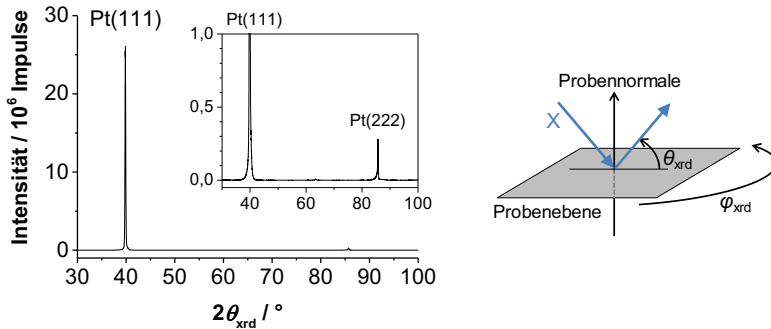 Pt(111)
Intensität / 10⁶ Impulse
30
20
10
0
30 40 50 60 70 80 90 100
2θxrd / °
Pt(111)
1,0
0,5
0,0
Pt(222)
40 60 80 100
Probennormale
X
θxrd
Probenebene
φxrd